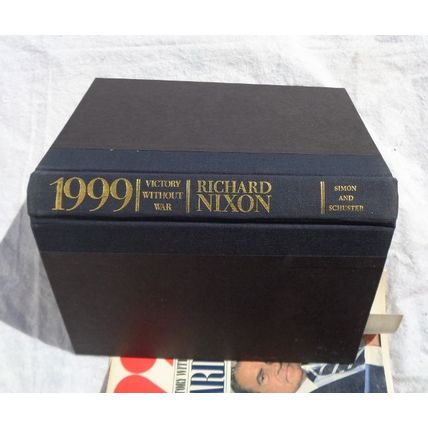 1999
VICTORY
WITHOUT
WAR
RICHARD
NIXON
SIMON
AND
SCHUSTER